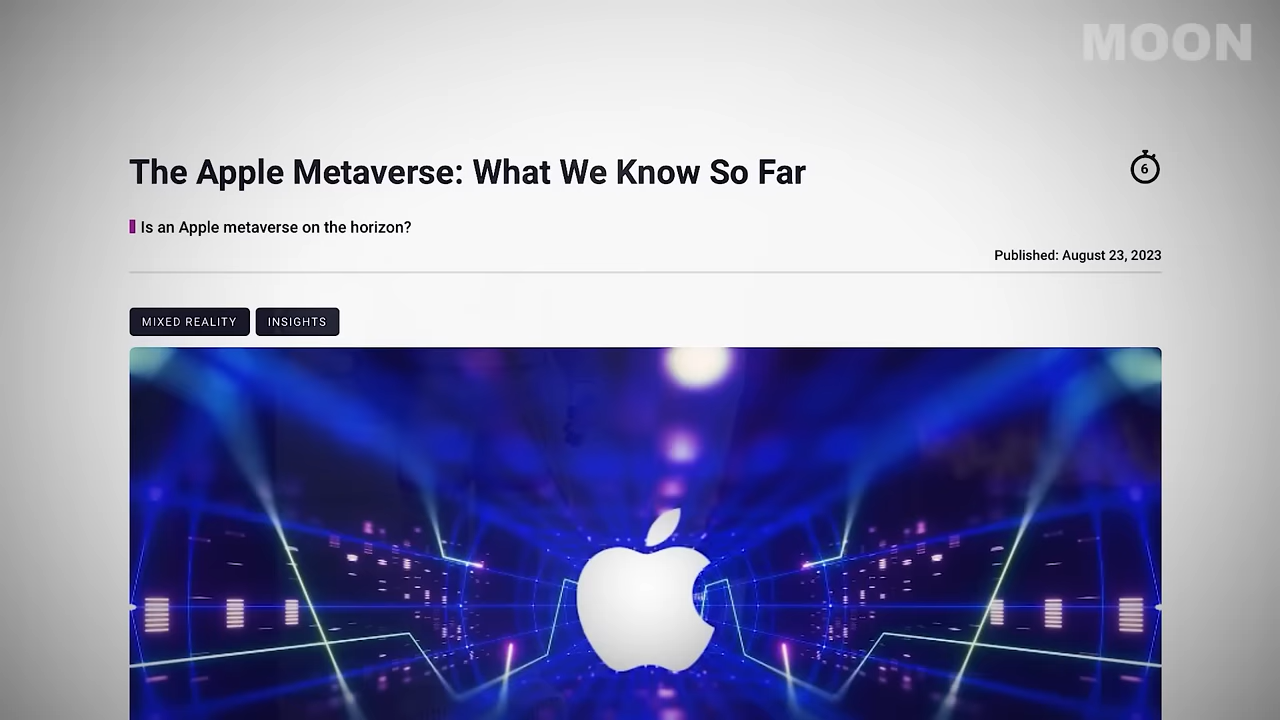 MOON
The Apple Metaverse: What We Know So Far
6
Is an Apple metaverse on the horizon?
Published: August 23, 2023
MIXED REALITY
INSIGHTS